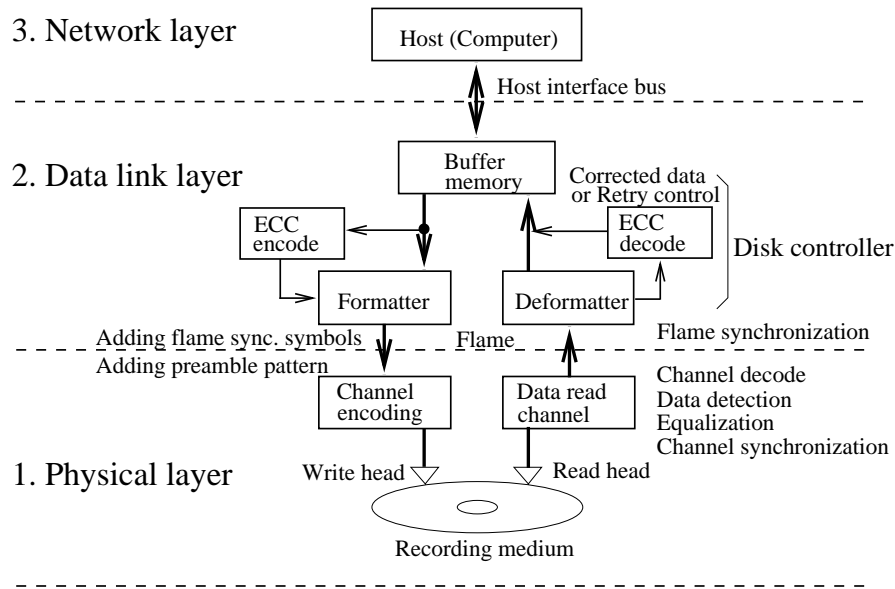 3. Network layer
Host (Computer)
Host interface bus
2. Data link layer
Buffer
memory
Corrected data
or Retry control
ECC
encode
ECC
decode
Disk controller
Formatter
Deformatter
Adding flame sync. symbols
Flame
Flame synchronization
Adding preamble pattern
Channel
encoding
Data read
channel
Channel decode
Data detection
Equalization
Channel synchronization
1. Physical layer
Write head
Read head
Recording medium